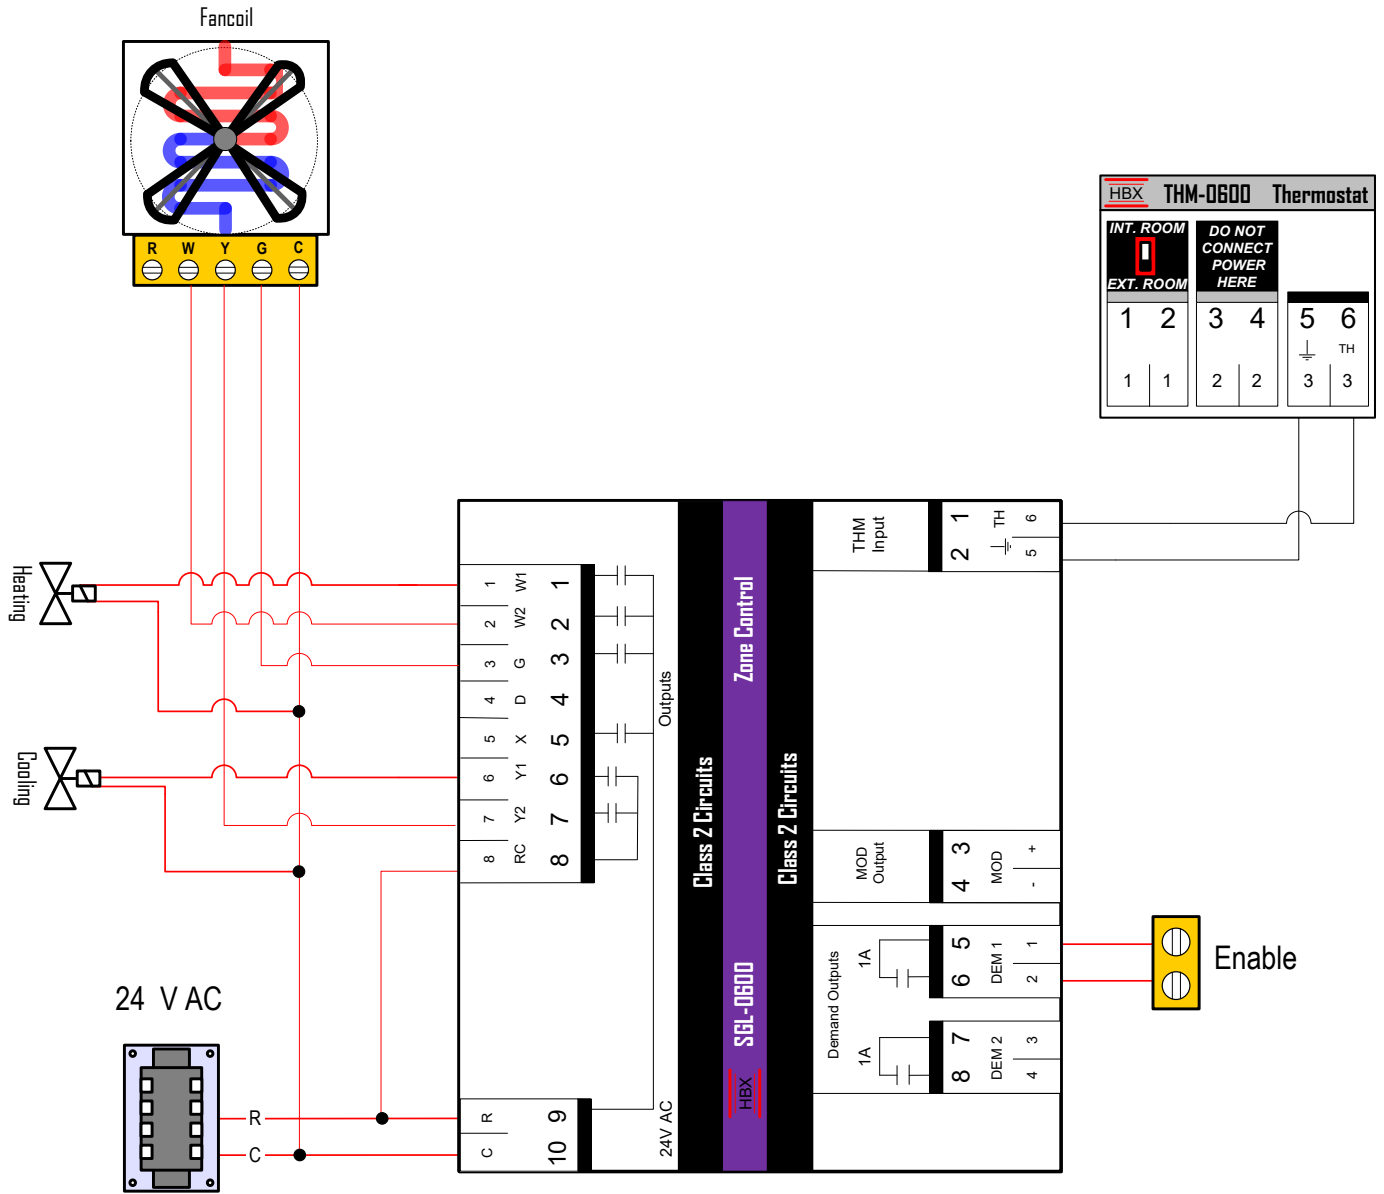 Fancoil
R W Y G C
HBX THM-0600 Thermostat
INT. ROOM
EXT. ROOM
DO NOT
CONNECT
POWER
HERE
1 2 3 4 5 6
TH
1 1 2 2 3 3
Heating
Cooling
1 W1 1
2 W2 2
3 G 3
4 D 4
5 X 5
6 Y1 6
7 Y2 7
8 RC 8
Outputs
R 9
C 10
24V AC
Class 2 Circuits
HBX SGL-0600 Zone Control
Class 2 Circuits
THM
Input
1 TH 6
2 5
MOD
Output
3 MOD +
4 -
Demand Outputs
1A
5 DEM 1 1
6 2
1A
7 DEM 2 3
8 4
Enable
24 V AC
R
C